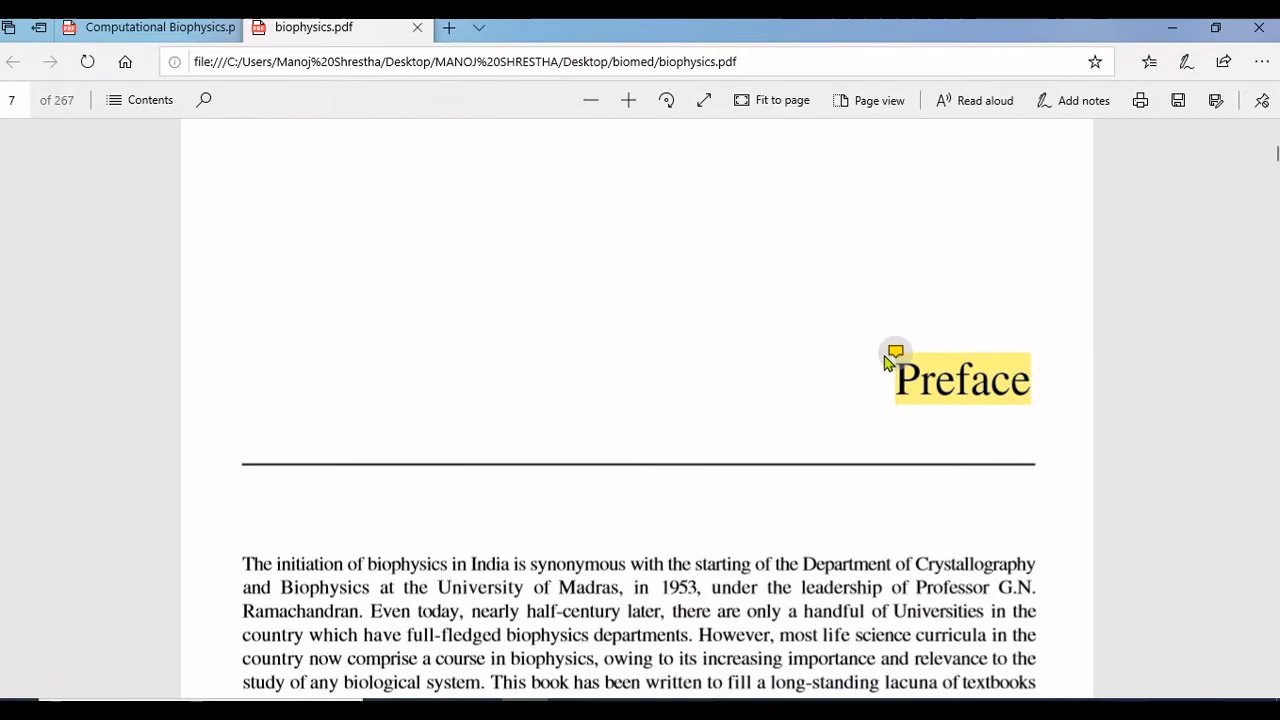 Computational Biophysics.p
biophysics.pdf
file:///C:/Users/Manoj%20Shrestha/Desktop/MANOJ%20SHRESTHA/Desktop/biomed/biophysics.pdf
7 of 267 Contents Fit to page Page view Read aloud Add notes
Preface
The initiation of biophysics in India is synonymous with the starting of the Department of Crystallography
and Biophysics at the University of Madras, in 1953, under the leadership of Professor G.N.
Ramachandran. Even today, nearly half-century later, there are only a handful of Universities in the
country which have full-fledged biophysics departments. However, most life science curricula in the
country now comprise a course in biophysics, owing to its increasing importance and relevance to the
study of any biological system. This book has been written to fill a long-standing lacuna of textbooks